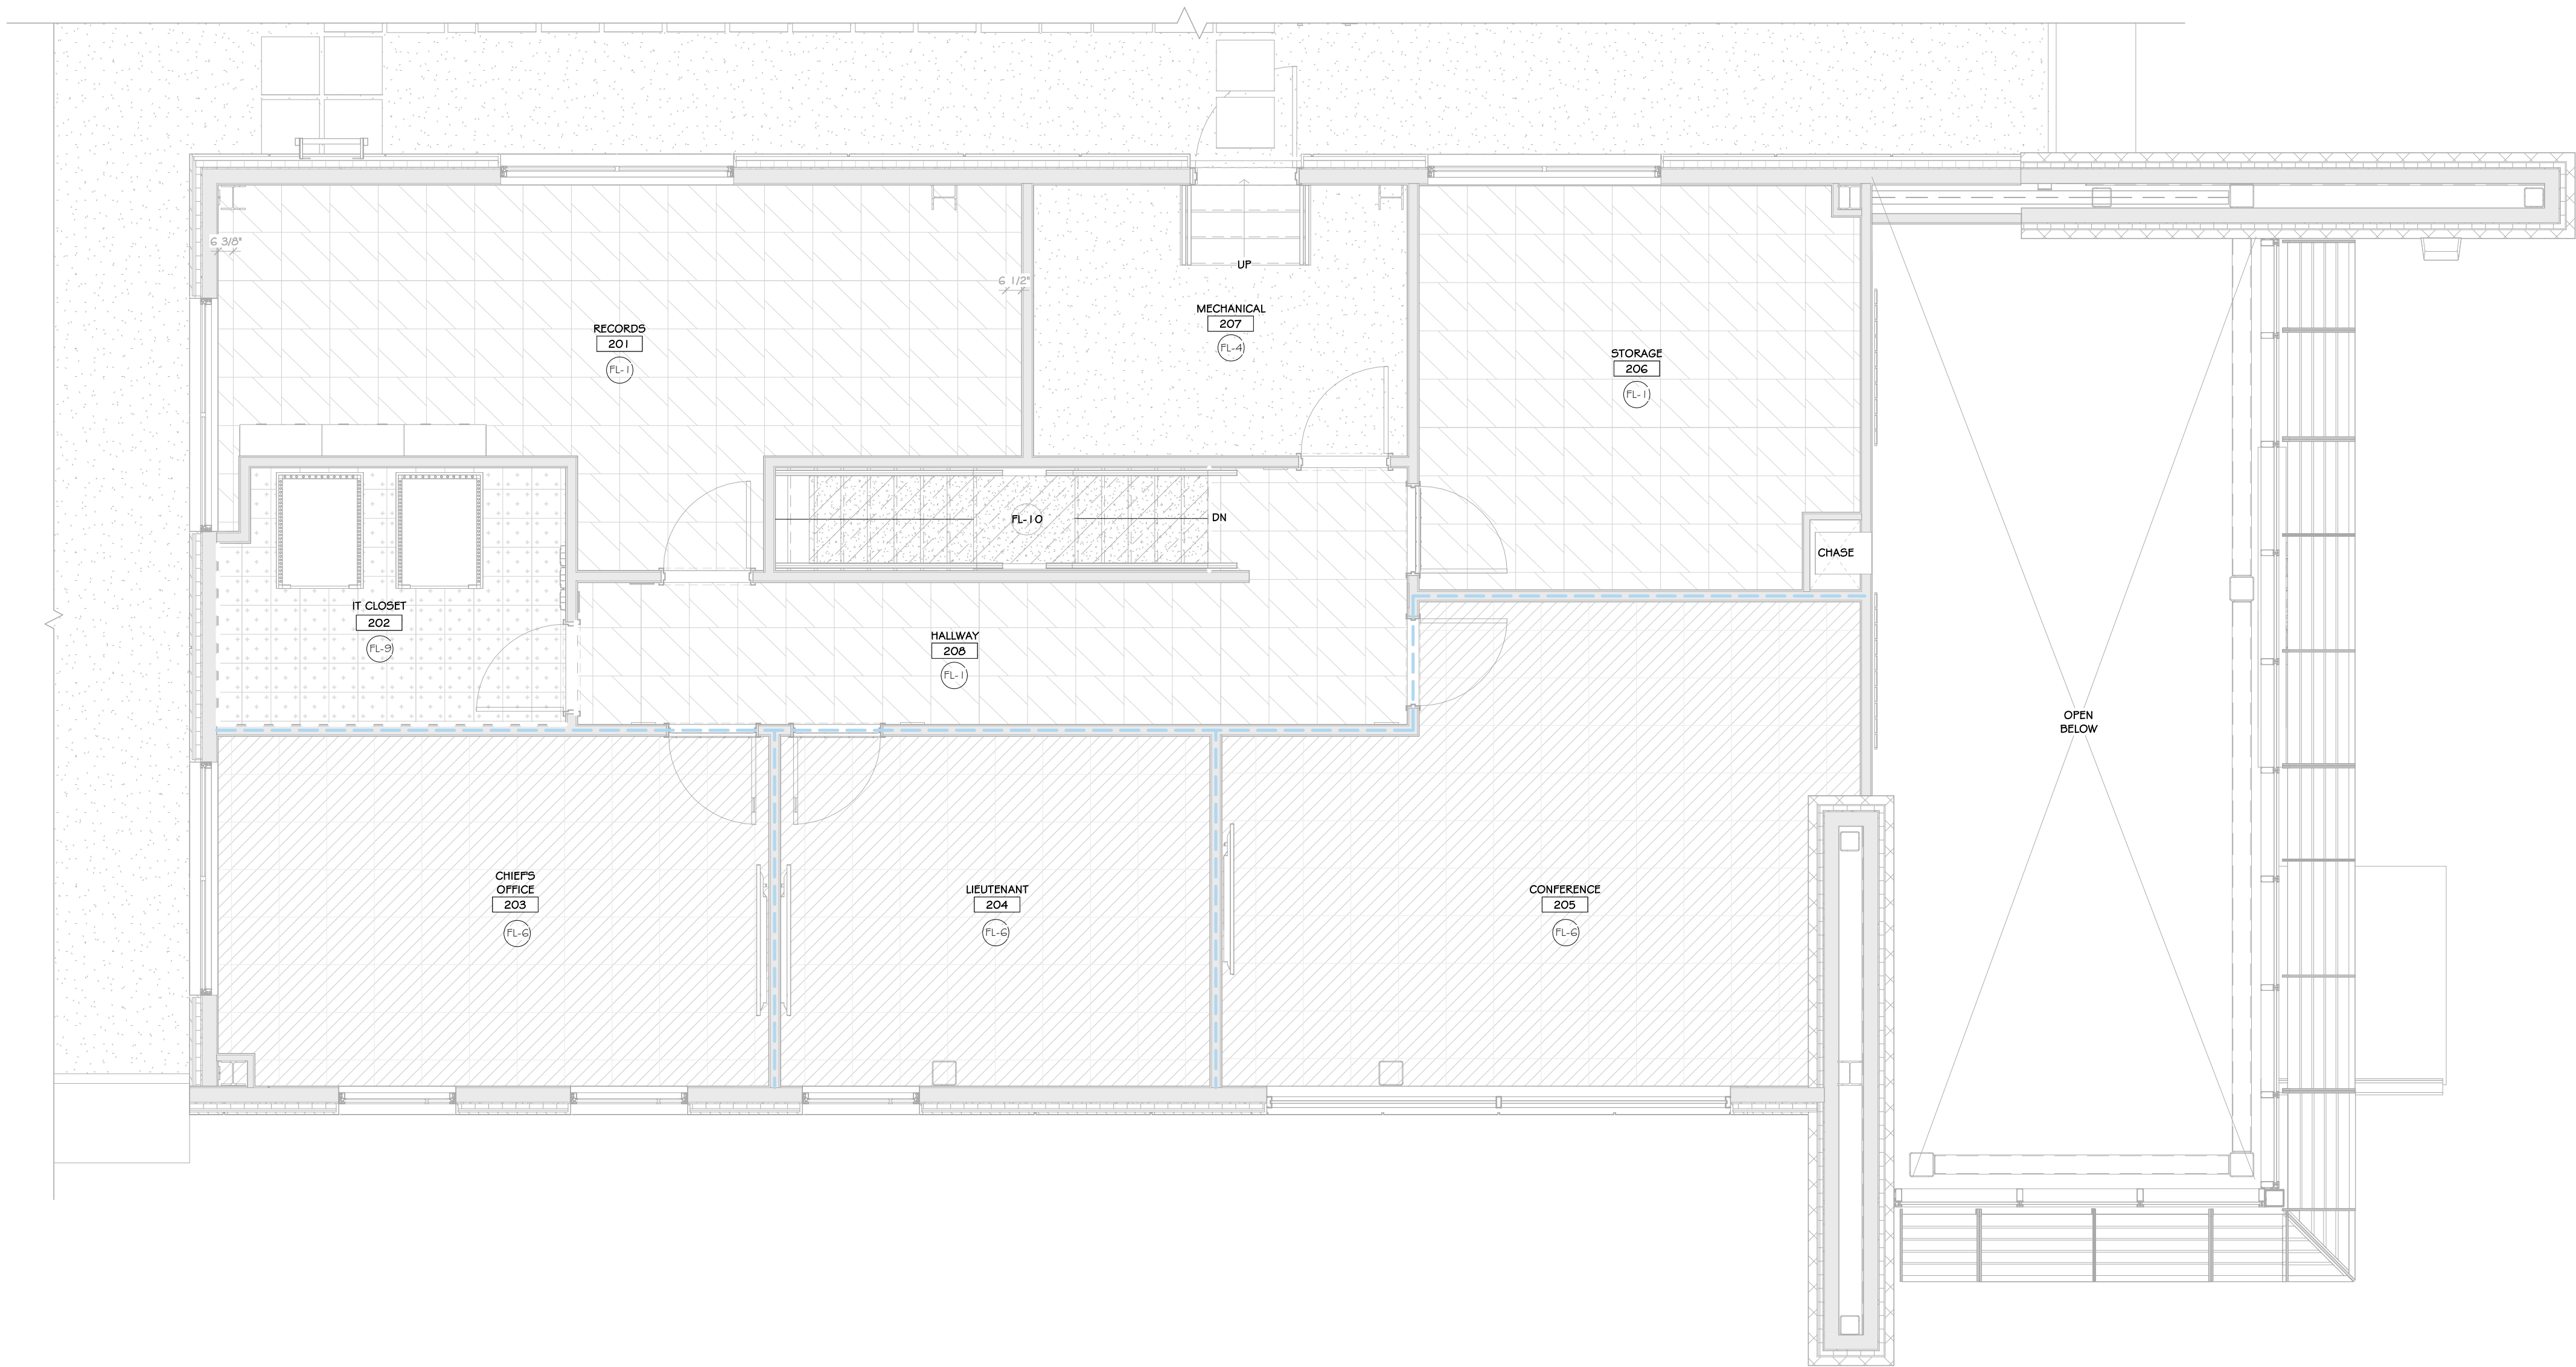 6 3/8"
6 1/2"
UP
MECHANICAL
207
FL-4
RECORDS
201
FL-1
STORAGE
206
FL-1
FL-10
DN
CHASE
IT CLOSET
202
FL-9
HALLWAY
208
FL-1
OPEN
BELOW
CHIEF'S
OFFICE
203
FL-6
LIEUTENANT
204
FL-6
CONFERENCE
205
FL-6